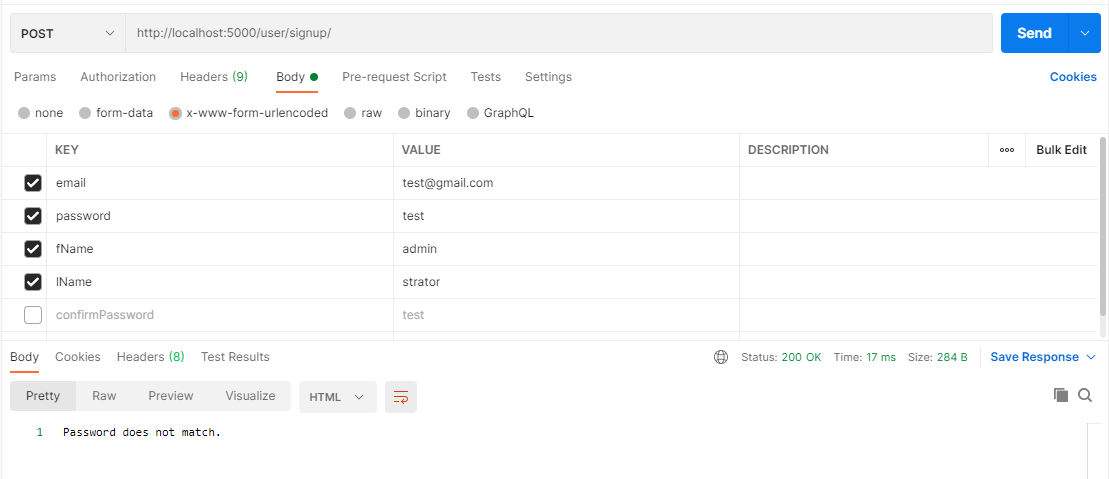 POST http://localhost:5000/user/signup/ Send
Params Authorization Headers (9) Body Pre-request Script Tests Settings Cookies
none form-data x-www-form-urlencoded raw binary GraphQL
KEY VALUE DESCRIPTION ooo Bulk Edit
email test@gmail.com
password test
fName admin
lName strator
confirmPassword test
Body Cookies Headers (8) Test Results Status: 200 OK Time: 17 ms Size: 284 B Save Response
Pretty Raw Preview Visualize HTML
1 Password does not match.